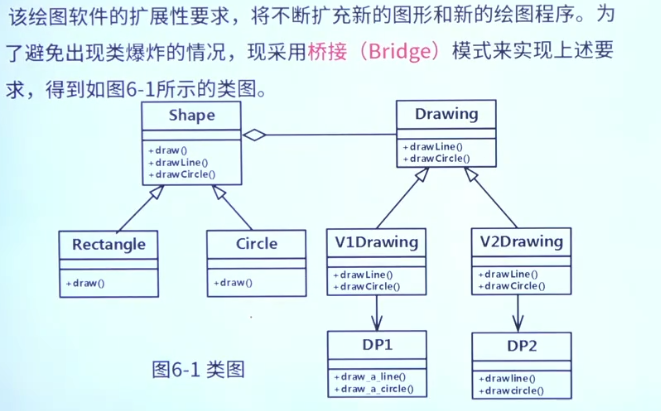 该绘图软件的扩展性要求，将不断扩充新的图形和新的绘图程序。为
了避免出现类爆炸的情况，现采用桥接（Bridge）模式来实现上述要
求，得到如图6-1所示的类图。
Shape
+draw()
+drawLine()
+drawCircle()
Drawing
+drawLine()
+drawCircle()
Rectangle
+draw()
Circle
+draw()
V1Drawing
+drawLine()
+drawCircle()
V2Drawing
+drawLine()
+drawCircle()
DP1
+draw_a_line()
+draw_a_circle()
DP2
+drawline()
+drawcircle()
图6-1 类图